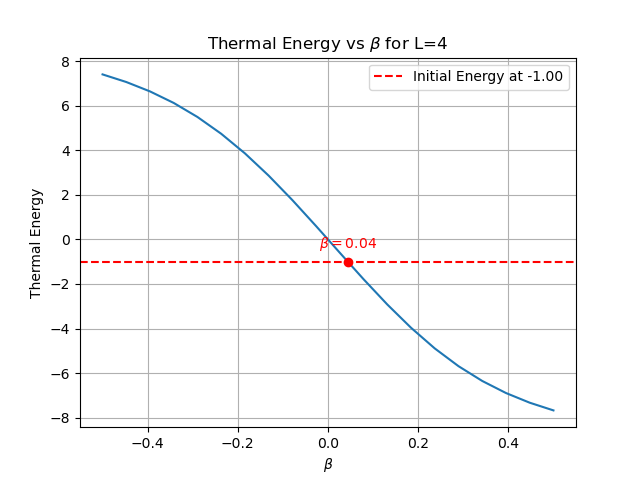 Thermal Energy vs β for L=4
Initial Energy at -1.00
Thermal Energy
8
6
4
2
0
−2
−4
−6
−8
β = 0.04
−0.4
−0.2
0.0
0.2
0.4
β